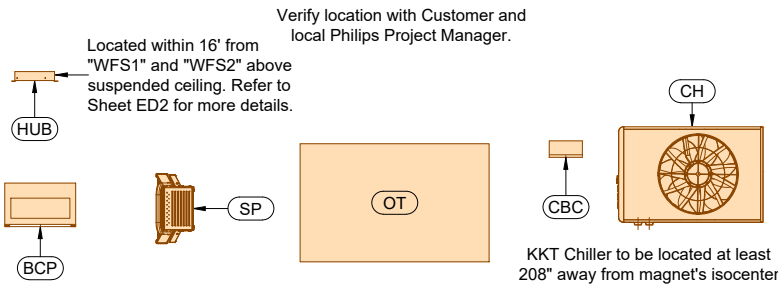 Verify location with Customer and
local Philips Project Manager.
Located within 16' from
"WFS1" and "WFS2" above
suspended ceiling. Refer to
Sheet ED2 for more details.
HUB
CH
BCP
SP
OT
CBC
KKT Chiller to be located at least
208" away from magnet's isocenter